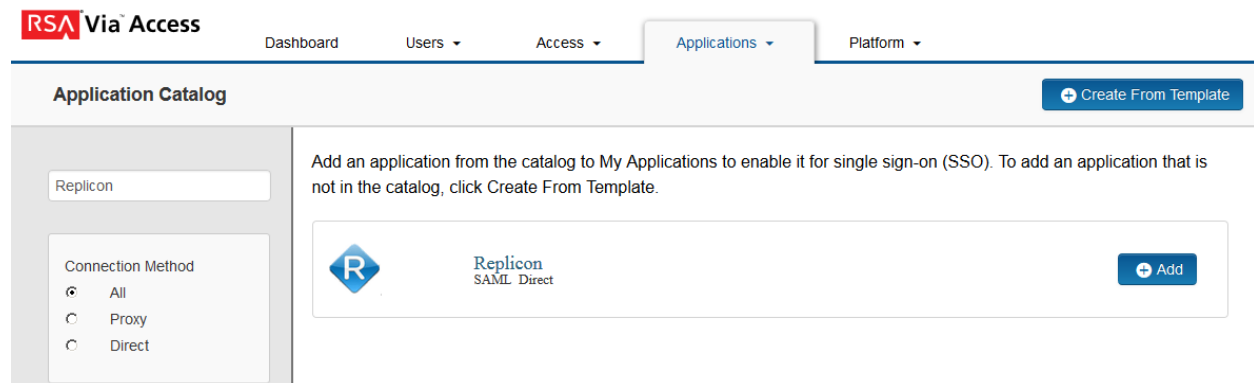 RSA Via™ Access
Dashboard Users Access Applications Platform
Application Catalog
Create From Template
Replicon
Connection Method
All
Proxy
Direct
Add an application from the catalog to My Applications to enable it for single sign-on (SSO). To add an application that is
not in the catalog, click Create From Template.
R
Replicon
SAML Direct
Add